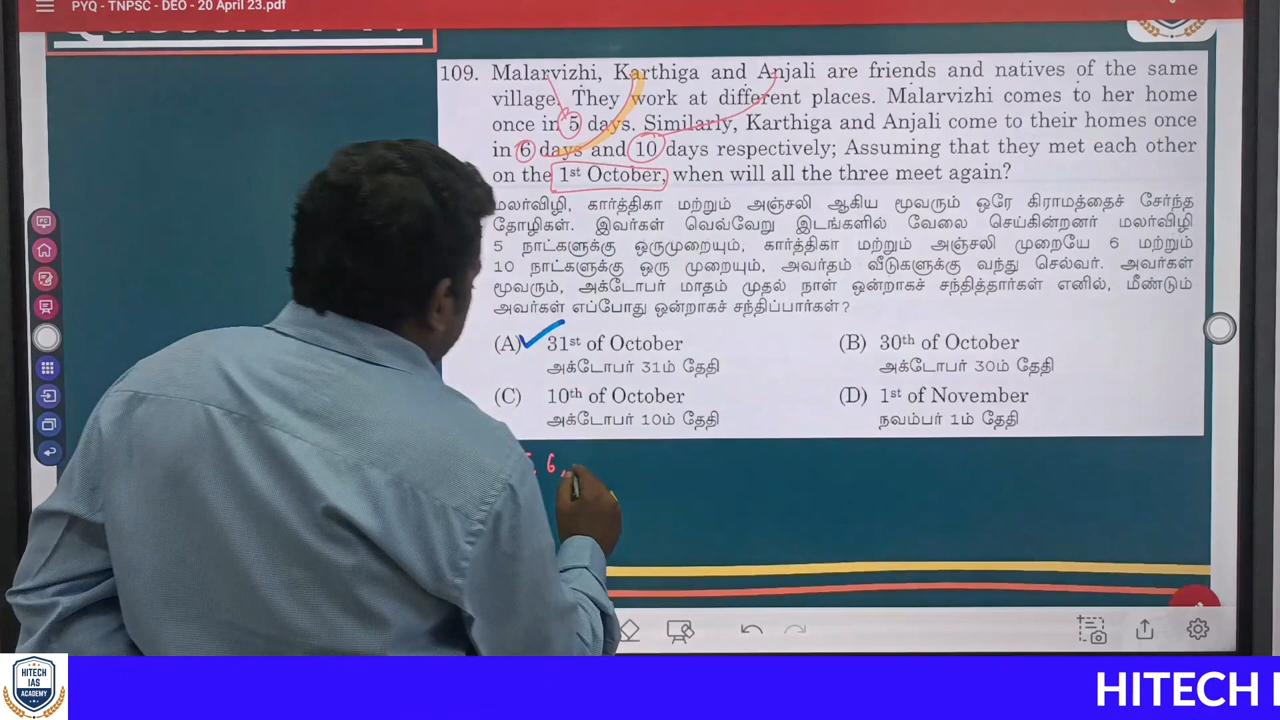 PYQ - TNPSC - DEO - 20 April 23.pdf
109. Malarvizhi, Karthiga and Anjali are friends and natives of the same
village. They work at different places. Malarvizhi comes to her home
once in 5 days. Similarly, Karthiga and Anjali come to their homes once
in 6 days and 10 days respectively; Assuming that they met each other
on the 1st October, when will all the three meet again?
மலர்விழி, கார்த்திகா மற்றும் அஞ்சலி ஆகிய மூவரும் ஒரே கிராமத்தைச் சேர்ந்த
தோழிகள். இவர்கள் வெவ்வேறு இடங்களில் வேலை செய்கின்றனர் மலர்விழி
5 நாட்களுக்கு ஒருமுறையும், கார்த்திகா மற்றும் அஞ்சலி முறையே 6 மற்றும்
10 நாட்களுக்கு ஒரு முறையும், அவர்தம் வீடுகளுக்கு வந்து செல்வர். அவர்கள்
மூவரும், அக்டோபர் மாதம் முதல் நாள் ஒன்றாகச் சந்தித்தார்கள் எனில், மீண்டும்
அவர்கள் எப்போது ஒன்றாகச் சந்திப்பார்கள்?
(A) 31st of October
அக்டோபர் 31ம் தேதி
(B) 30th of October
அக்டோபர் 30ம் தேதி
(C) 10th of October
அக்டோபர் 10ம் தேதி
(D) 1st of November
நவம்பர் 1ம் தேதி
6,
HITECH
IAS
ACADEMY
HITECH